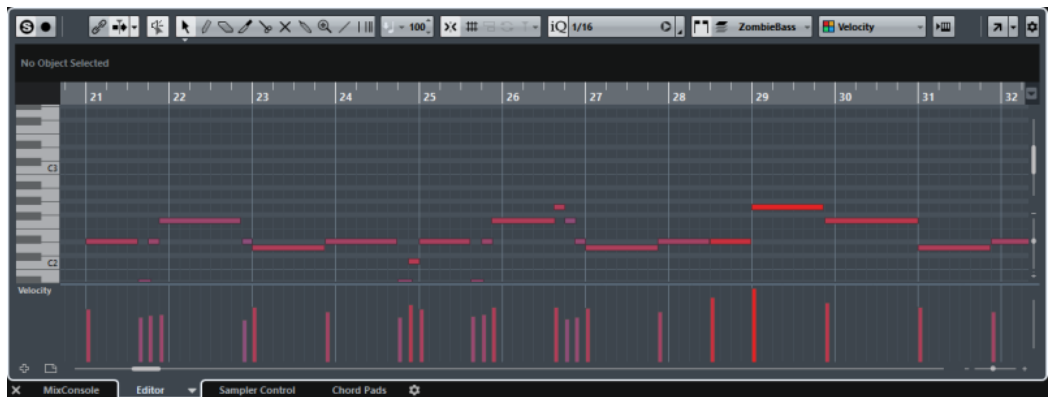 S 100 iQ 1/16 ZombieBass Velocity
No Object Selected
21 22 23 24 25 26 27 28 29 30 31 32
C3
C2
Velocity
MixConsole Editor Sampler Control Chord Pads